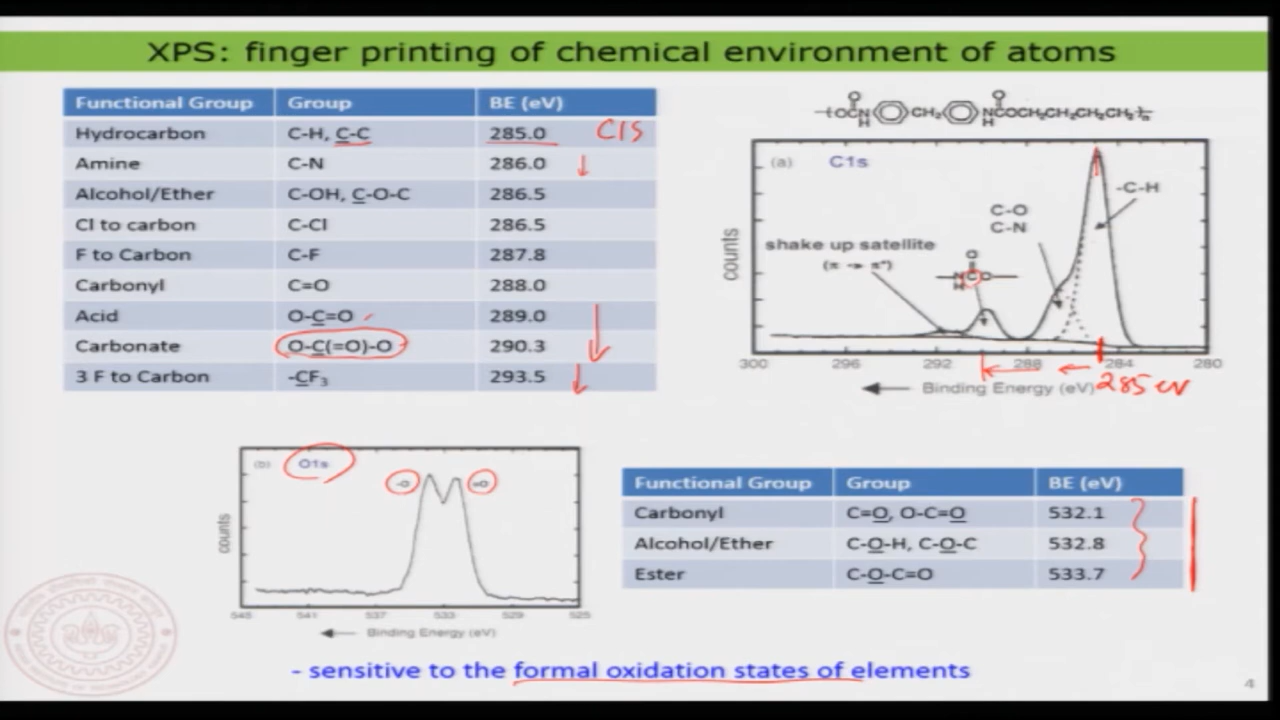 XPS: finger printing of chemical environment of atoms
Functional Group Group BE (eV)
Hydrocarbon C-H, C-C 285.0 C1s
Amine C-N 286.0
Alcohol/Ether C-OH, C-O-C 286.5
Cl to carbon C-Cl 286.5
F to Carbon C-F 287.8
Carbonyl C=O 288.0
Acid O-C=O 289.0
Carbonate O-C(=O)-O 290.3
3 F to Carbon -CF₃ 293.5
O O
OCN CH₂ NCOCH₂CH₂CH₂CH₂ n
H H
(a) C1s
-C-H
C-O
C-N
shake up satellite
(π → π*)
O
NCO
H
counts
300 296 292 288 284 280
Binding Energy (eV) 285 eV
(b) O1s
-O =O
counts
545 541 537 533 529 525
Binding Energy (eV)
Functional Group Group BE (eV)
Carbonyl C=O, O-C=O 532.1
Alcohol/Ether C-O-H, C-O-C 532.8
Ester C-O-C=O 533.7
- sensitive to the formal oxidation states of elements
4